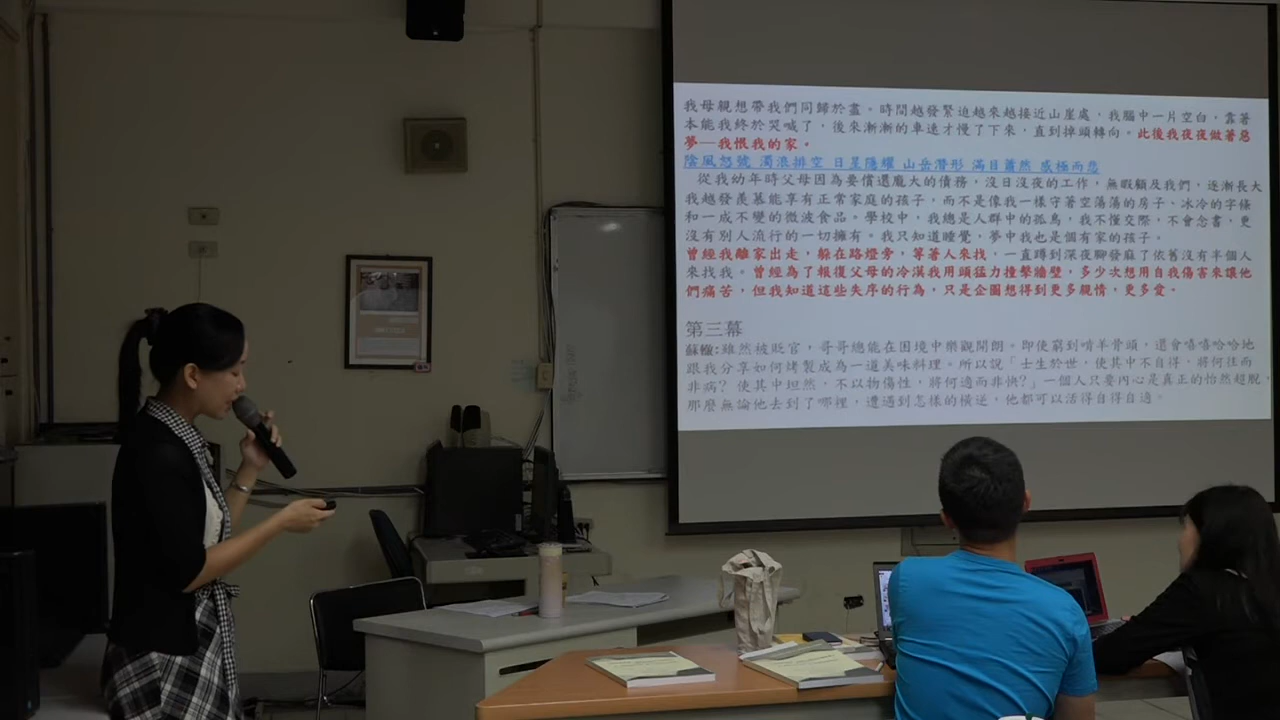 我母親想帶我們同歸於盡。時間越發緊迫越來越接近山崖處，我腦中一片空白，靠著
本能我終於哭喊了，後來漸漸的車速才慢了下來，直到掉頭轉向。此後我夜夜做著惡
夢—我恨我的家。
陰風怒號 濁浪排空 日星隱耀 山岳潛形 滿目蕭然 感極而悲
從我幼年時父母因為要償還龐大的債務，沒日沒夜的工作，無暇顧及我們，逐漸長大
我越發羨慕能享有正常家庭的孩子，而不是像我一樣守著空蕩蕩的房子、冰冷的字條
和一成不變的微波食品。學校中，我總是人群中的孤鳥，我不懂交際，不會念書，更
沒有別人流行的一切擁有。我只知道睡覺，夢中我也是個有家的孩子。
曾經我離家出走，躲在路燈旁，等著人來找，一直蹲到深夜腳發麻了依舊沒有半個人
來找我。曾經為了報復父母的冷漠我用頭猛力撞擊牆壁，多少次想用自我傷害來讓他
們痛苦，但我知道這些失序的行為，只是企圖想得到更多親情，更多愛。
第三幕
蘇轍：雖然被貶官，哥哥總能在困境中樂觀開朗。即使窮到啃羊骨頭，還會嘻嘻哈哈地
跟我分享如何烤製成為一道美味料理。所以說「士生於世，使其中不自得，將何往而
非病？使其中坦然，不以物傷性，將何適而非快？」一個人只要內心是真正的怡然超脫，
那麼無論他去到了哪裡，遭遇到怎樣的橫逆，他都可以活得自得自適。